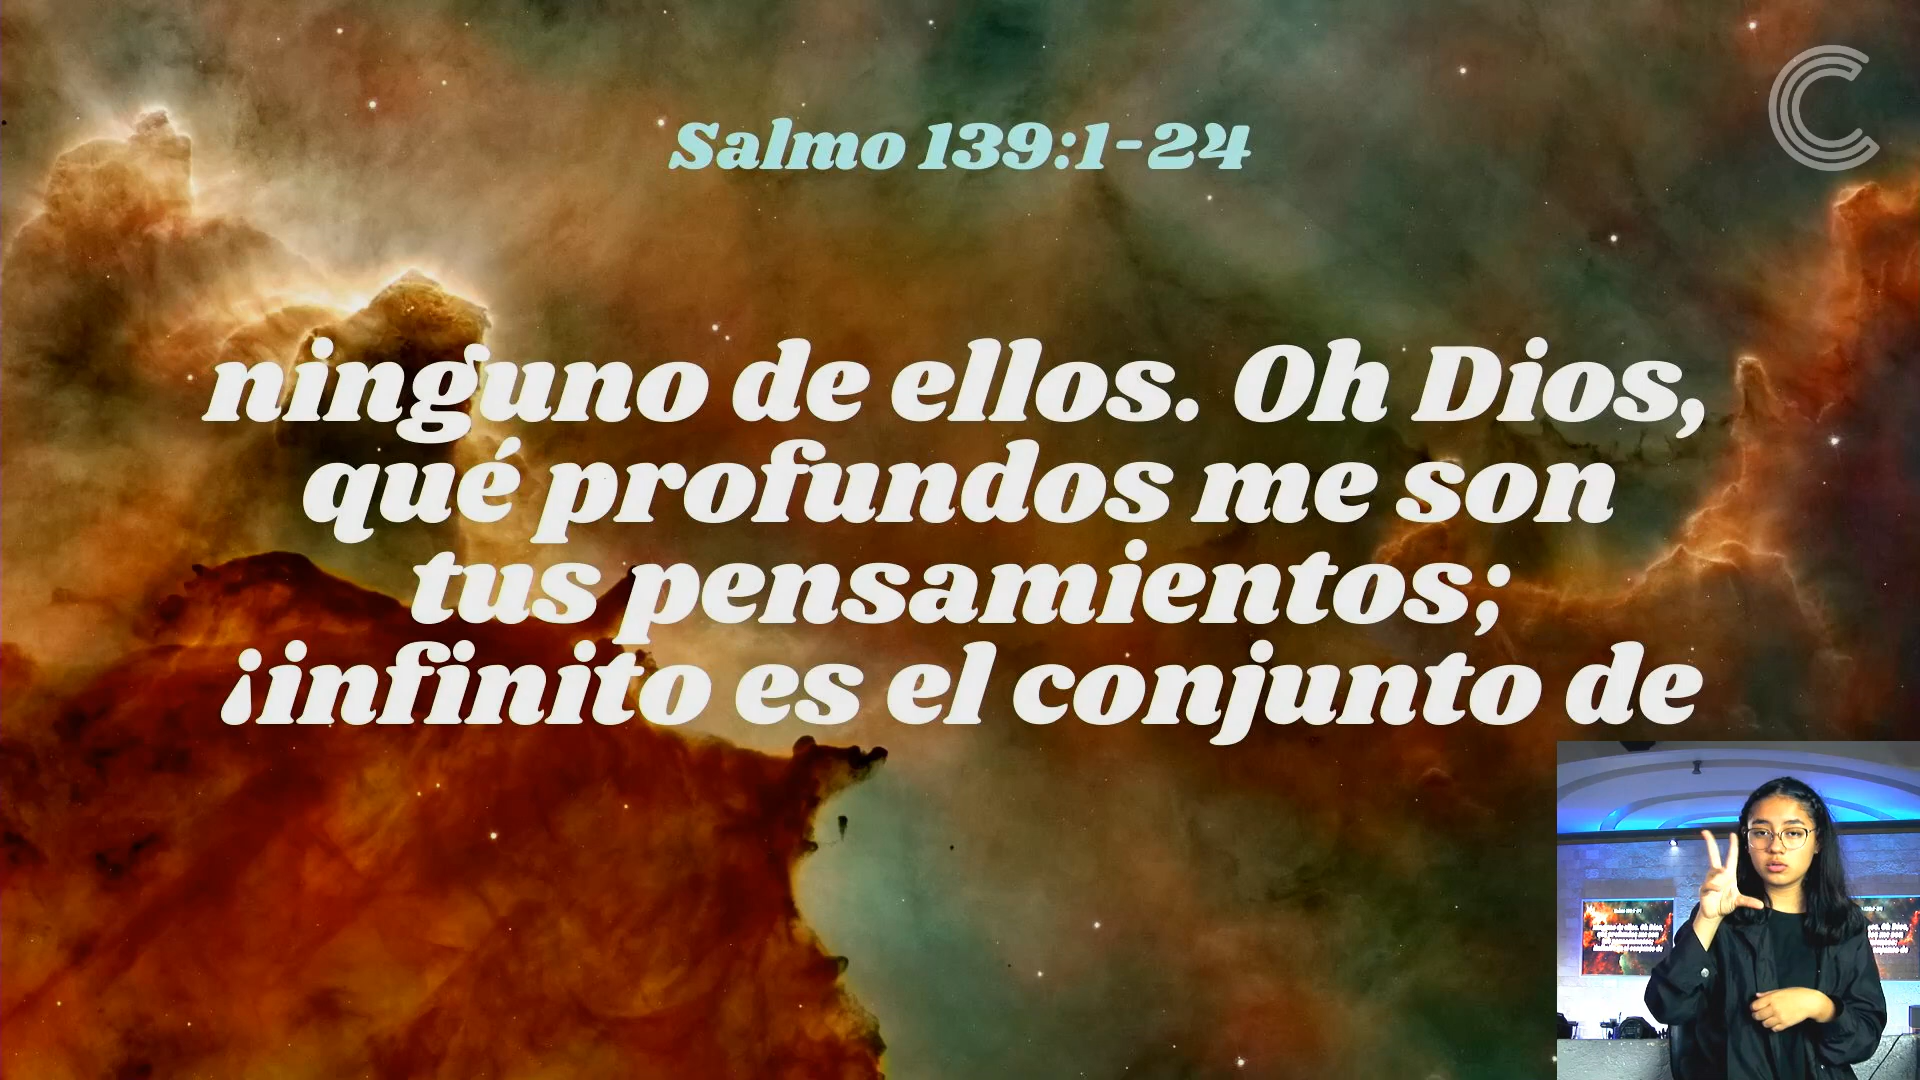 Salmo 139:1-24
ninguno de ellos. Oh Dios,
qué profundos me son
tus pensamientos;
¡infinito es el conjunto de